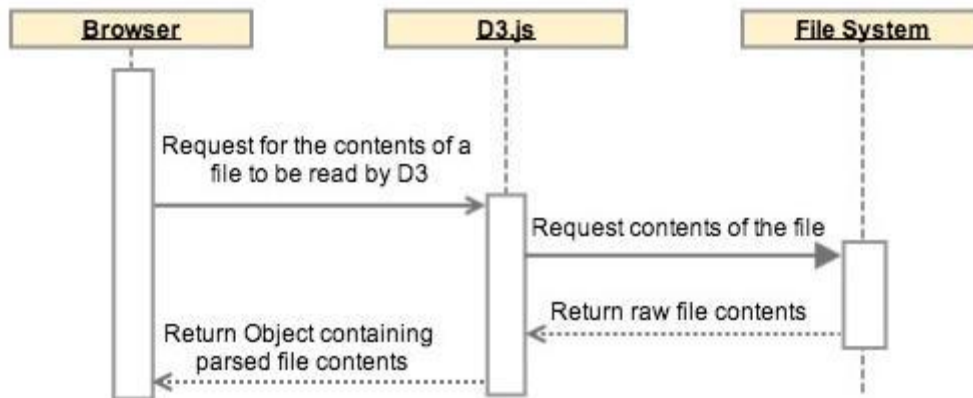 Browser
D3.js
File System
Request for the contents of a
file to be read by D3
Request contents of the file
Return raw file contents
Return Object containing
parsed file contents